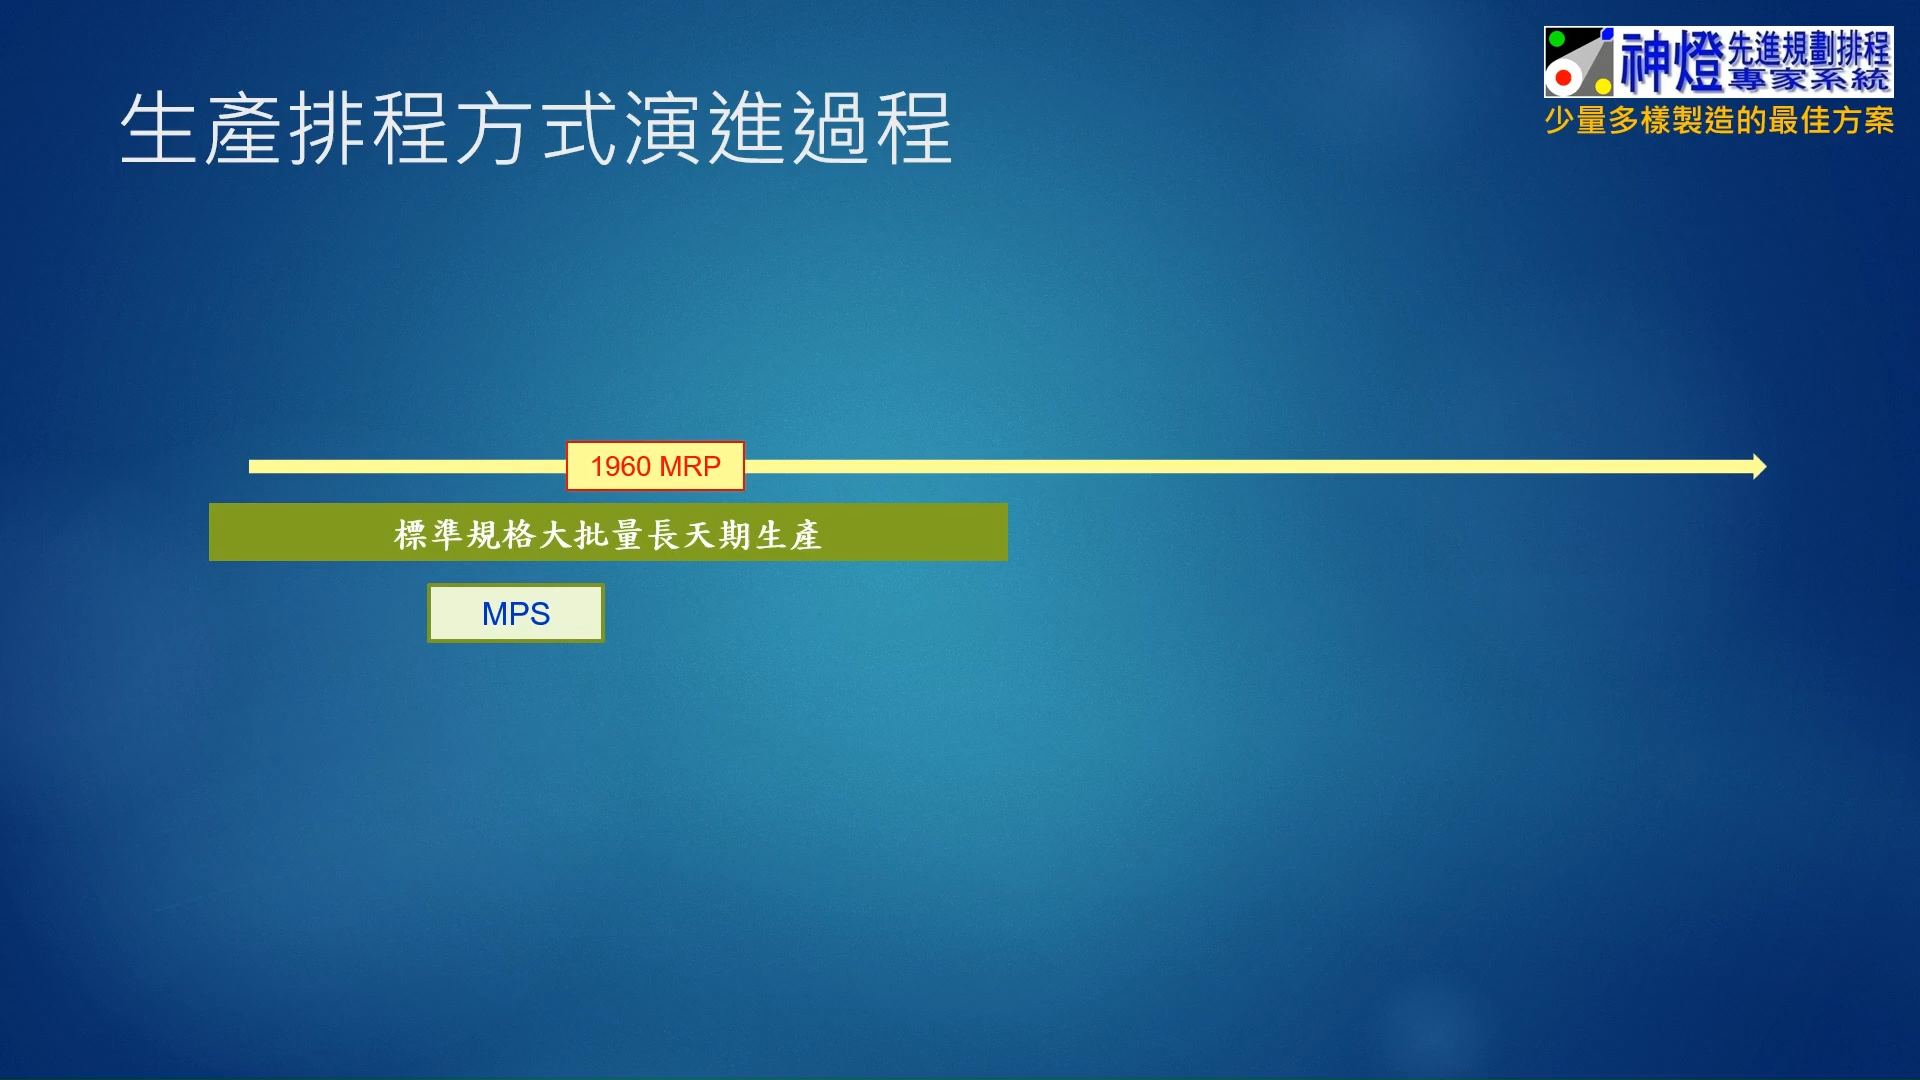 神燈先進規劃排程
專家系統
少量多樣製造的最佳方案
生產排程方式演進過程
1960 MRP
標準規格大批量長天期生產
MPS